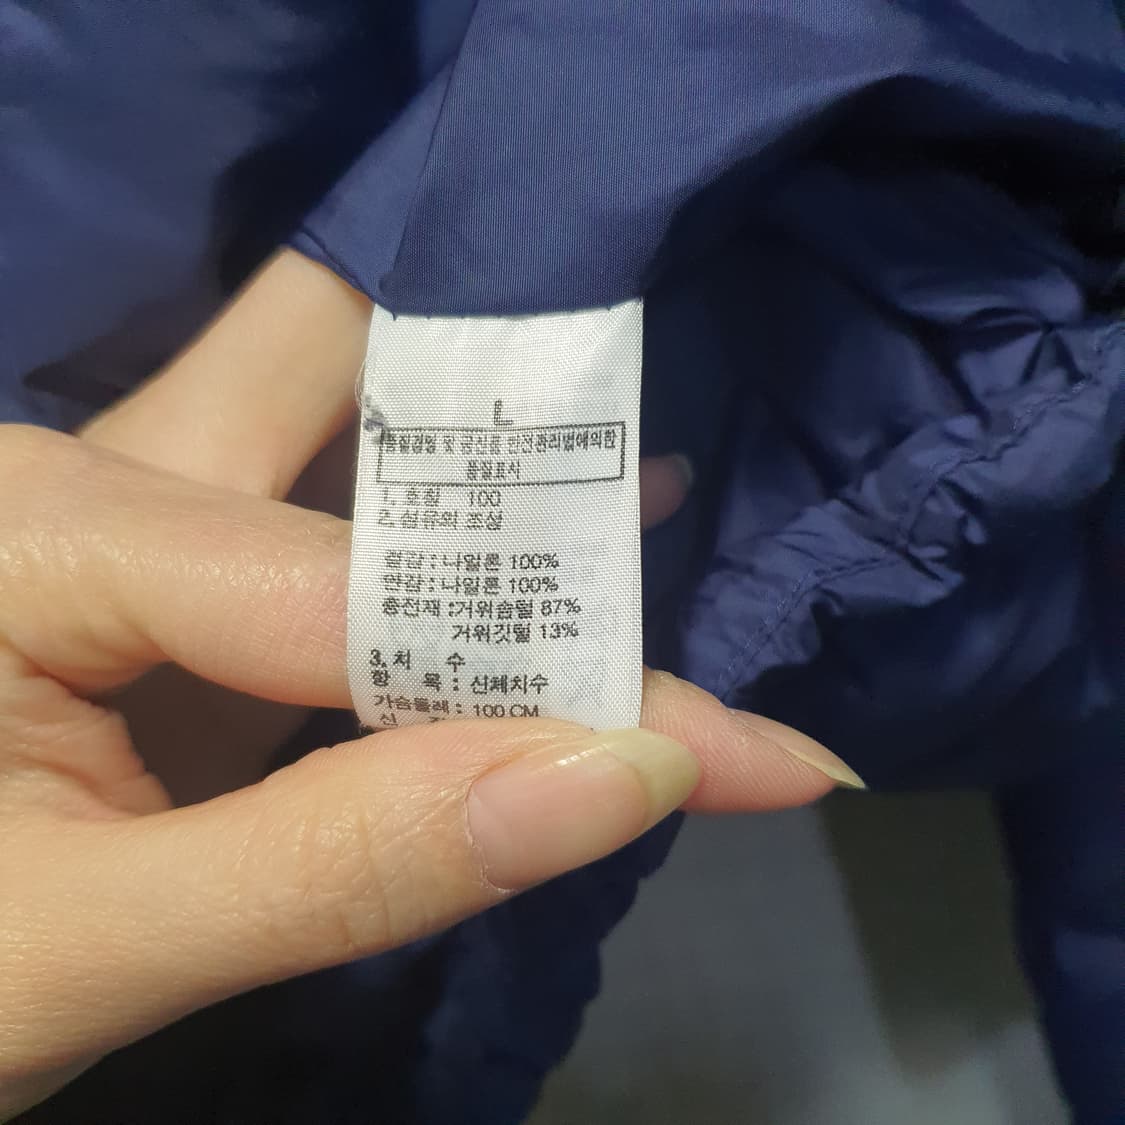 L
품질경영 및 공산품 안전관리법에의한
품질표시
1. 호칭 100
2. 섬유의 조성
겉감 : 나일론 100%
안감 : 나일론 100%
충전재 : 거위솜털 87%
거위깃털 13%
3. 치 수
항 목 : 신체치수
가슴둘레 : 100 CM
신